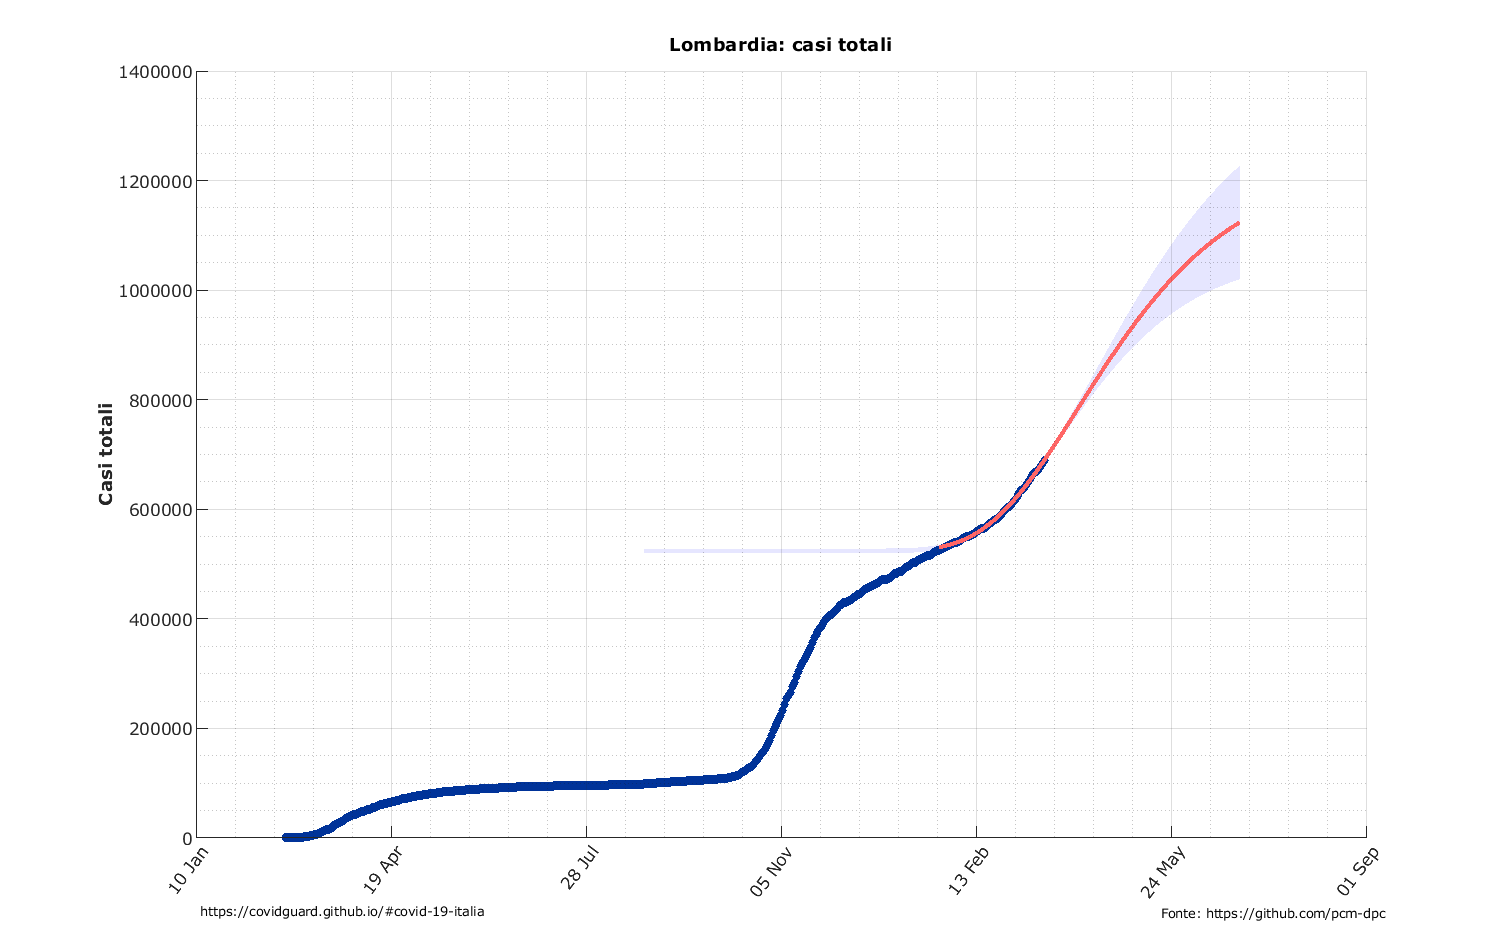 Lombardia: casi totali
1400000
1200000
1000000
800000
600000
400000
200000
0
Casi totali
10 Jan
19 Apr
28 Jul
05 Nov
13 Feb
24 May
01 Sep
https://covidguard.github.io/#covid-19-italia
Fonte: https://github.com/pcm-dpc